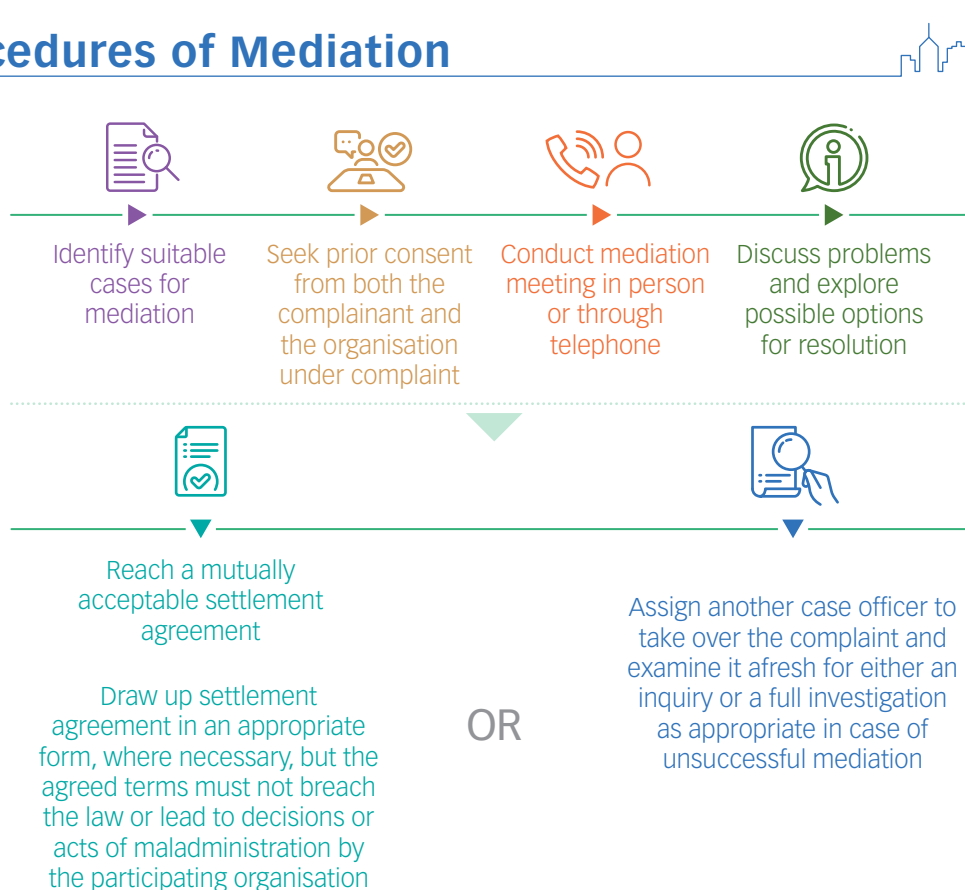 cedures of Mediation
Identify suitable
cases for
mediation
Seek prior consent
from both the
complainant and
the organisation
under complaint
Conduct mediation
meeting in person
or through
telephone
Discuss problems
and explore
possible options
for resolution
Reach a mutually
acceptable settlement
agreement
Draw up settlement
agreement in an appropriate
form, where necessary, but the
agreed terms must not breach
the law or lead to decisions or
acts of maladministration by
the participating organisation
OR
Assign another case officer to
take over the complaint and
examine it afresh for either an
inquiry or a full investigation
as appropriate in case of
unsuccessful mediation